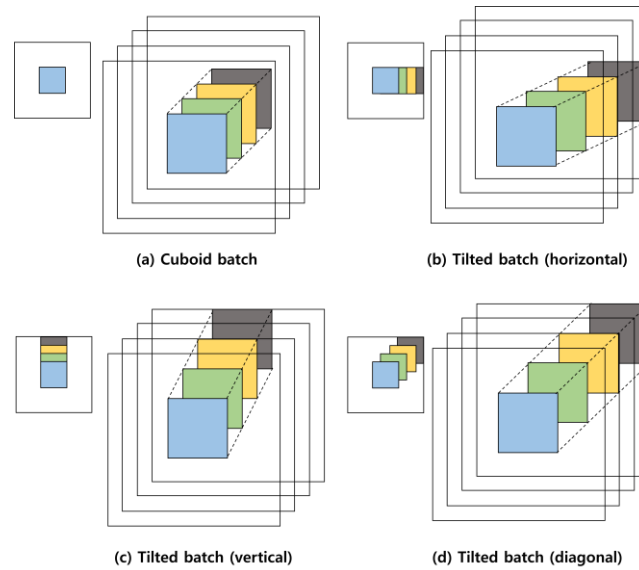 (a) Cuboid batch
(b) Tilted batch (horizontal)
(c) Tilted batch (vertical)
(d) Tilted batch (diagonal)